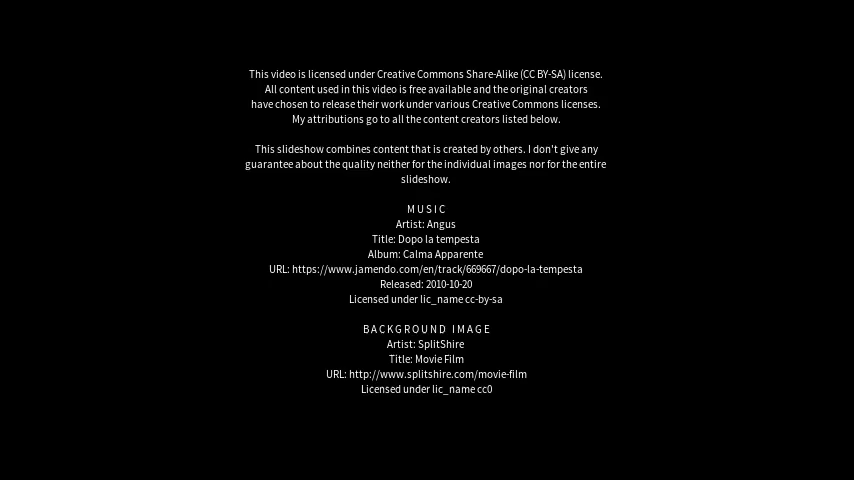 This video is licensed under Creative Commons Share-Alike (CC BY-SA) license.
All content used in this video is free available and the original creators
have chosen to release their work under various Creative Commons licenses.
My attributions go to all the content creators listed below.
This slideshow combines content that is created by others. I don't give any
guarantee about the quality neither for the individual images nor for the entire
slideshow.
MUSIC
Artist: Angus
Title: Dopo la tempesta
Album: Calma Apparente
URL: https://www.jamendo.com/en/track/669667/dopo-la-tempesta
Released: 2010-10-20
Licensed under lic_name cc-by-sa
BACKGROUND IMAGE
Artist: SplitShire
Title: Movie Film
URL: http://www.splitshire.com/movie-film
Licensed under lic_name cc0